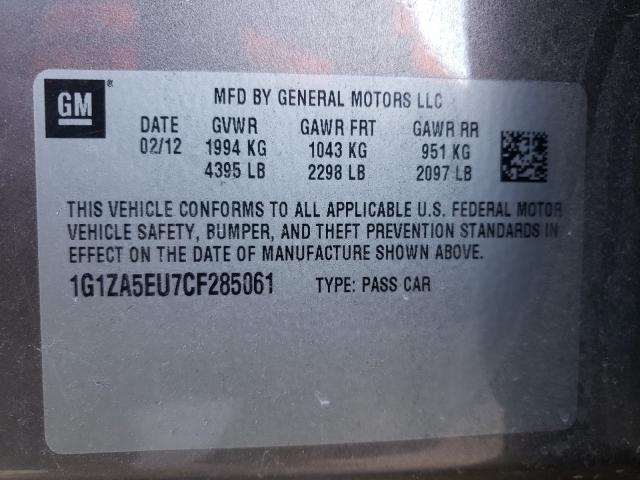 GM®
MFD BY GENERAL MOTORS LLC
DATE GVWR GAWR FRT GAWR RR
02/12 1994 KG 1043 KG 951 KG
4395 LB 2298 LB 2097 LB
THIS VEHICLE CONFORMS TO ALL APPLICABLE U.S. FEDERAL MOTOR
VEHICLE SAFETY, BUMPER, AND THEFT PREVENTION STANDARDS IN
EFFECT ON THE DATE OF MANUFACTURE SHOWN ABOVE.
1G1ZA5EU7CF285061 TYPE: PASS CAR